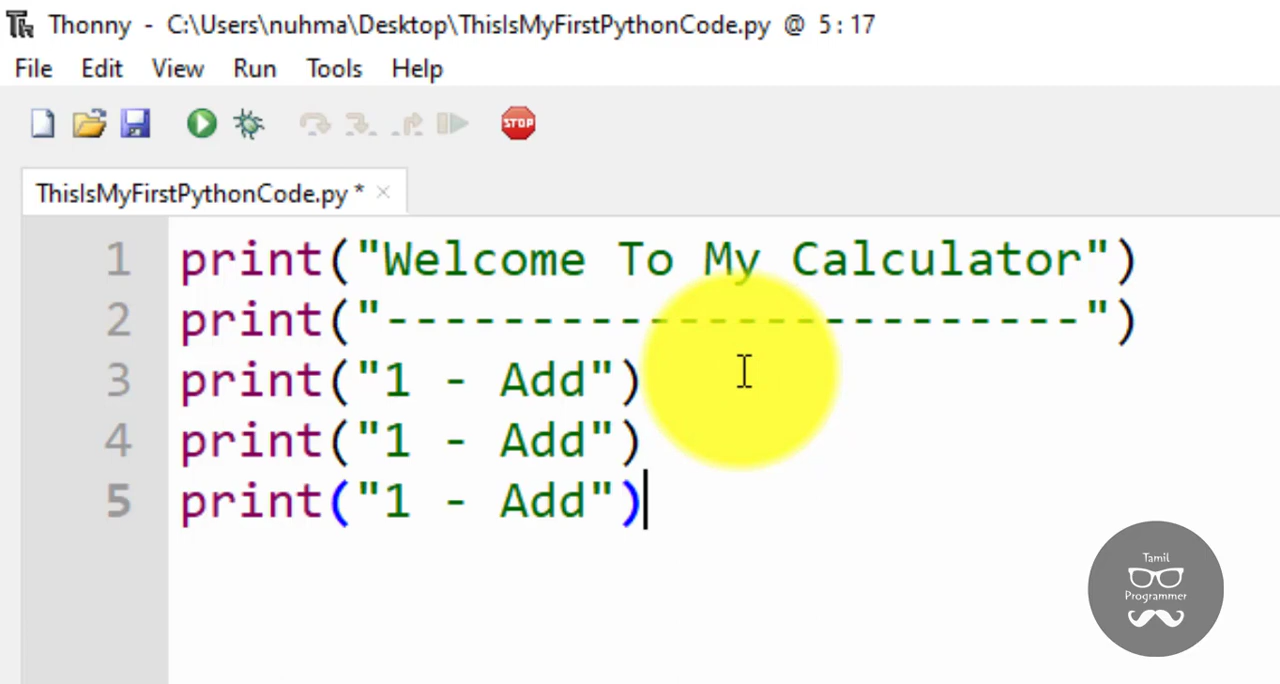 Thonny - C:\Users\nuhma\Desktop\ThisIsMyFirstPythonCode.py @ 5:17
File Edit View Run Tools Help
STOP
ThisIsMyFirstPythonCode.py * ×
1 print("Welcome To My Calculator")
2 print("------------------------")
3 print("1 - Add")
4 print("1 - Add")
5 print("1 - Add")
Tamil
Programmer